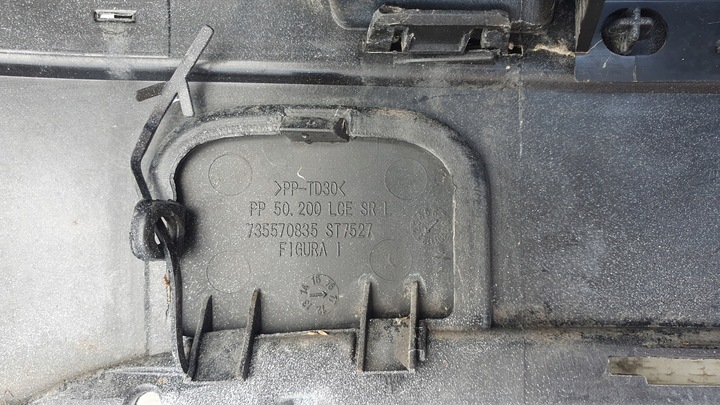 >PP-TD30<
PP 50.200 LGE SR L
735570835 ST7527
FIGURA I